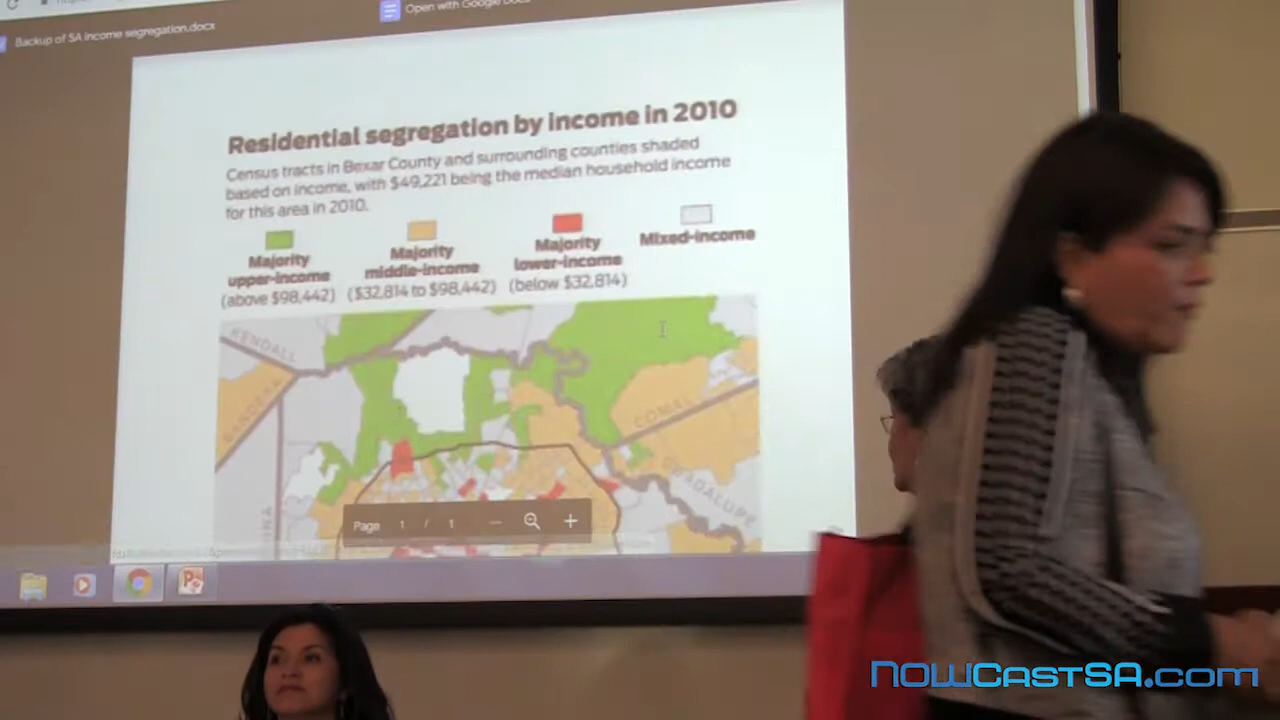 Backup of SA income segregation.docx
Open with Google Docs
Residential segregation by income in 2010
Census tracts in Bexar County and surrounding counties shaded
based on income, with $49,221 being the median household income
for this area in 2010.
Majority
upper-income
(above $98,442)
Majority
middle-income
($32,814 to $98,442)
Majority
lower-income
(below $32,814)
Mixed-income
KENDALL
BANDERA
COMAL
GUADALUPE
Page 1 / 1
NOWCastSA.com